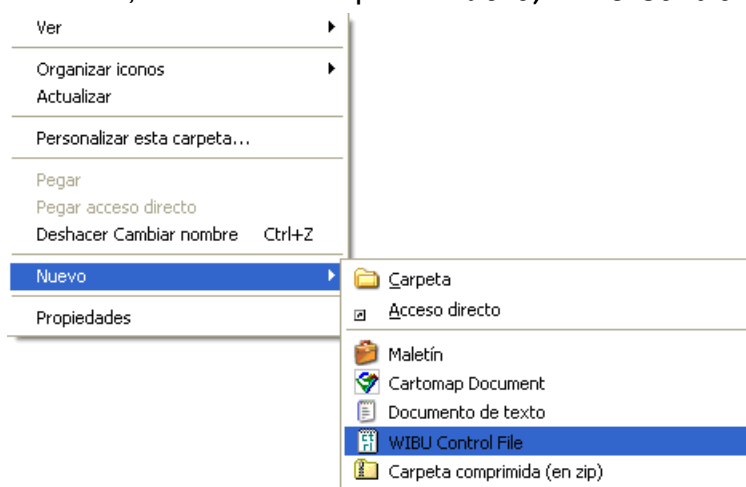 Ver
Organizar iconos
Actualizar
Personalizar esta carpeta...
Pegar
Pegar acceso directo
Deshacer Cambiar nombre Ctrl+Z
Nuevo
Propiedades
Carpeta
Acceso directo
Maletín
Cartomap Document
Documento de texto
WIBU Control File
Carpeta comprimida (en zip)